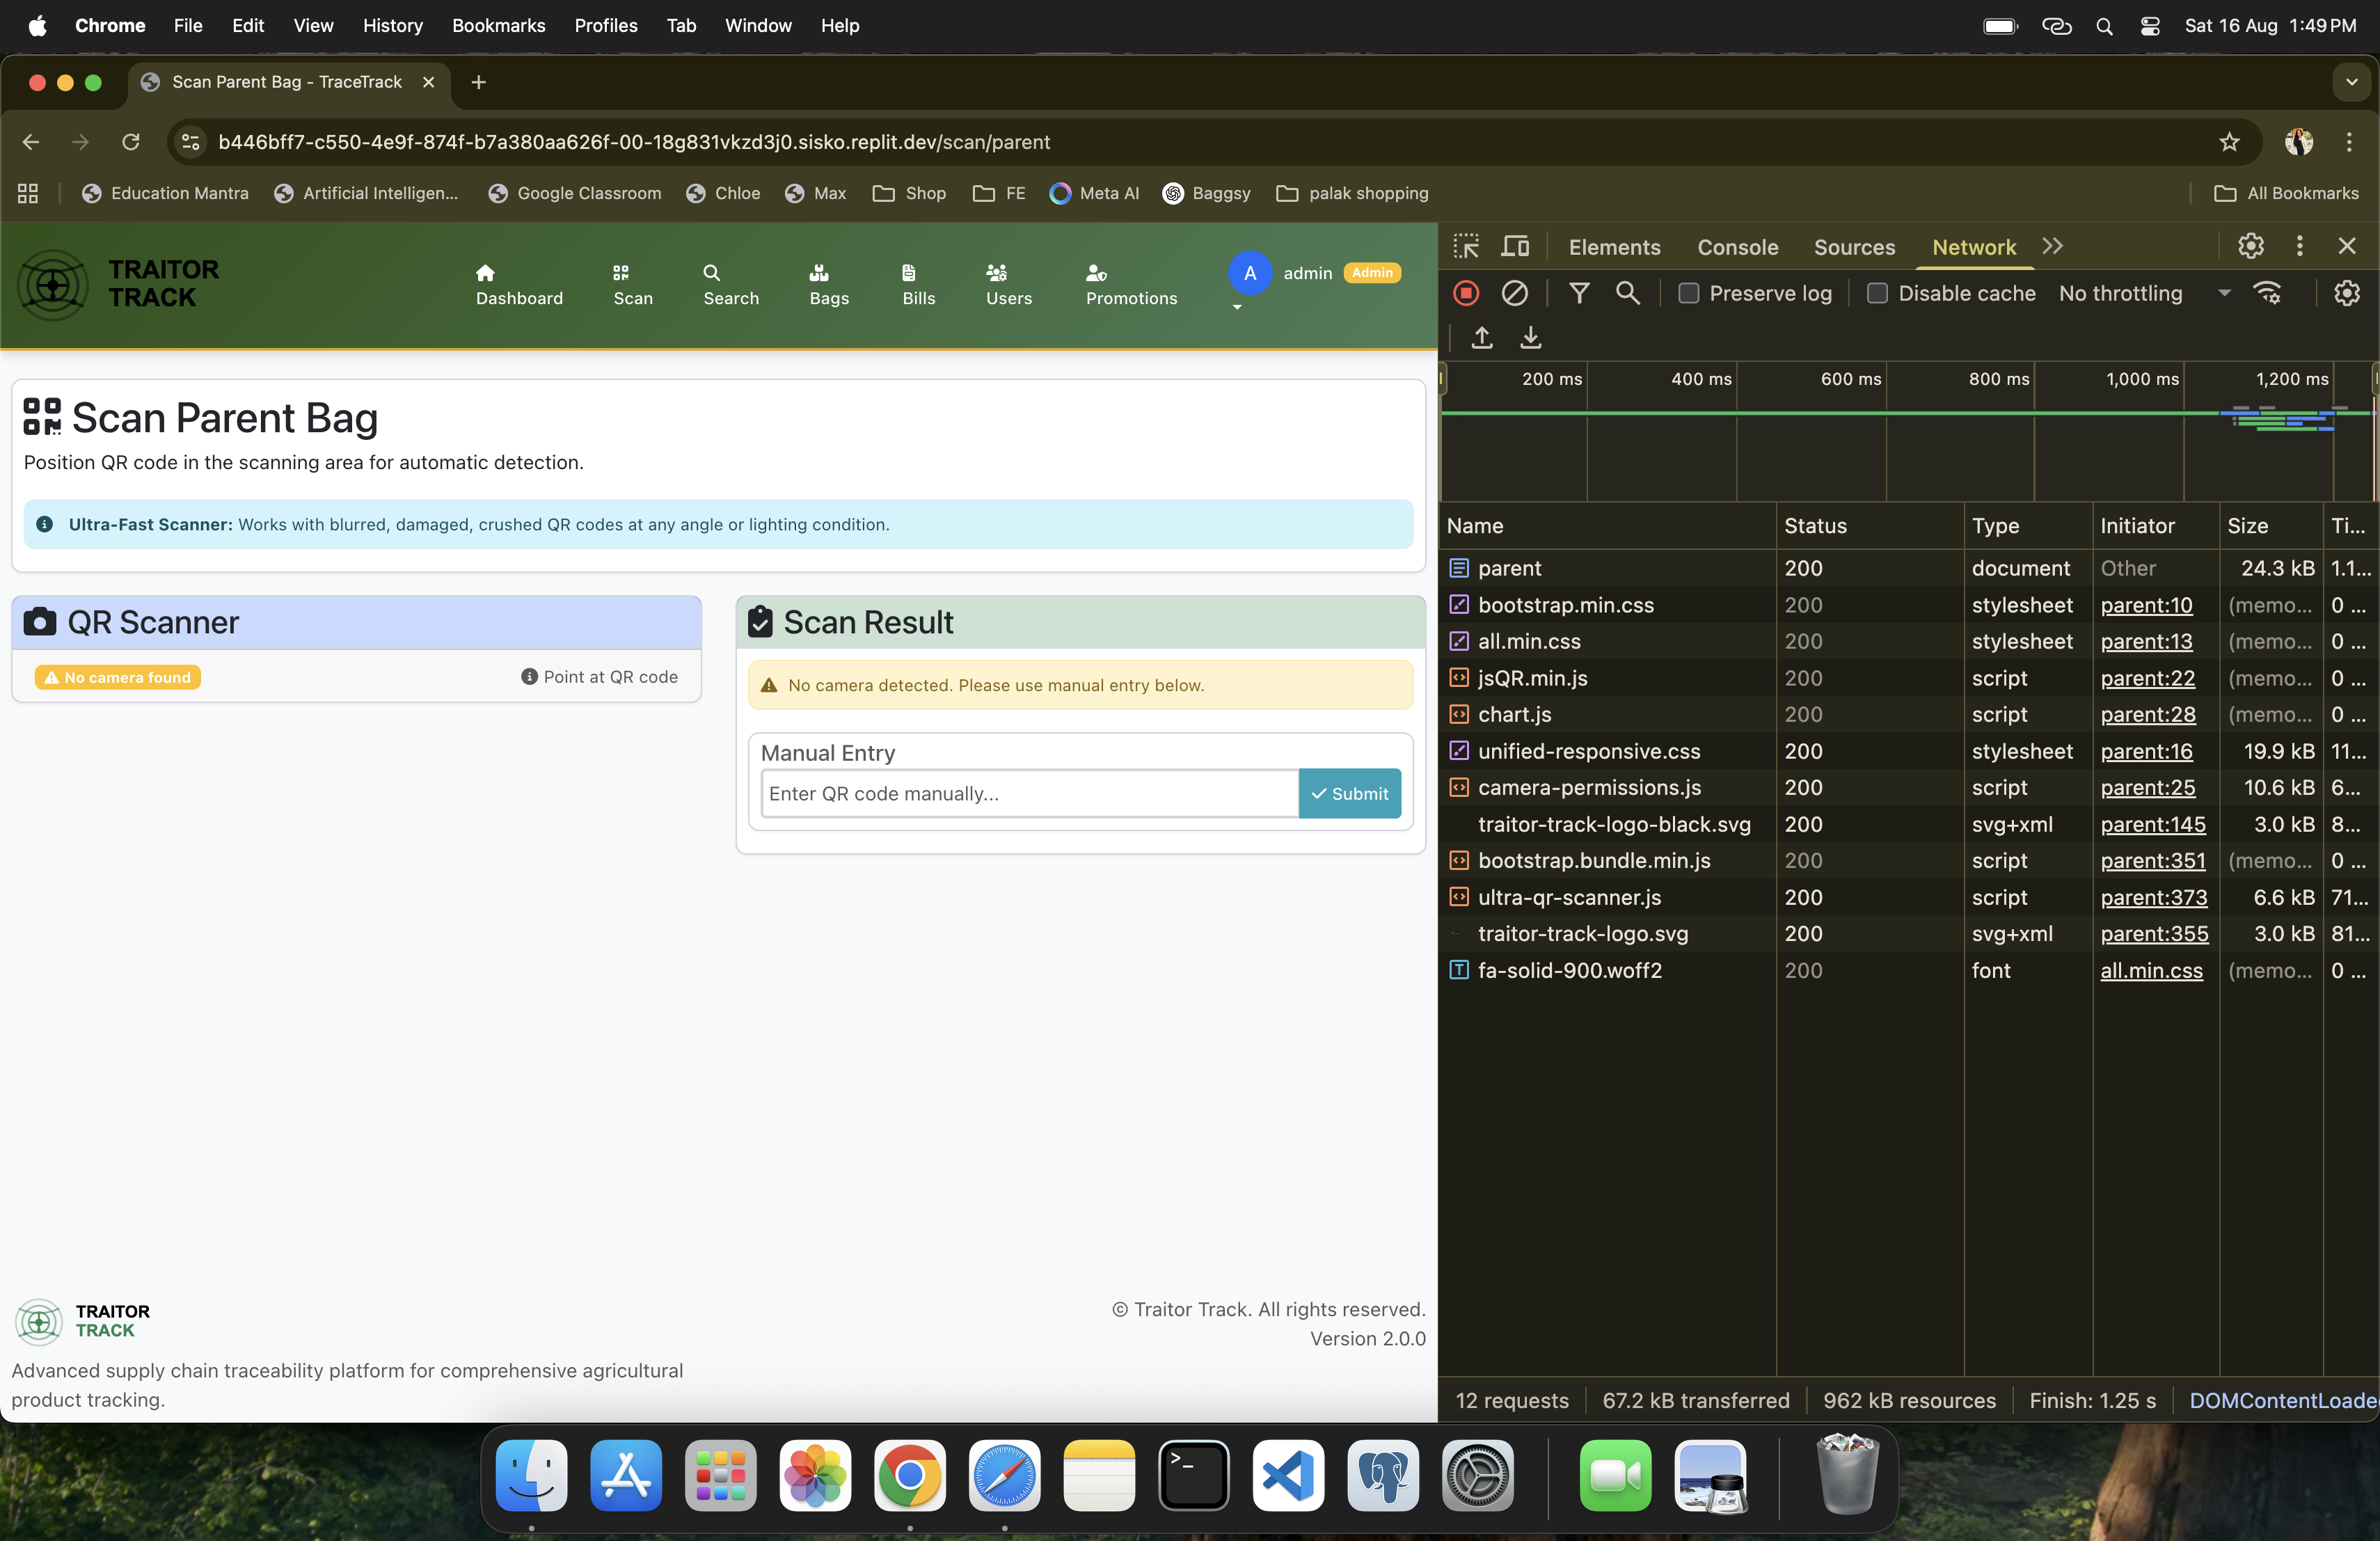 Chrome File Edit View History Bookmarks Profiles Tab Window Help Sat 16 Aug 1:49 PM
Scan Parent Bag - TraceTrack
b446bff7-c550-4e9f-874f-b7a380aa626f-00-18g831vkzd3j0.sisko.replit.dev/scan/parent
Education Mantra Artificial Intelligen... Google Classroom Chloe Max Shop FE Meta AI Baggsy palak shopping All Bookmarks
TRAITOR
TRACK
Dashboard Scan Search Bags Bills Users Promotions A admin Admin
Scan Parent Bag
Position QR code in the scanning area for automatic detection.
Ultra-Fast Scanner: Works with blurred, damaged, crushed QR codes at any angle or lighting condition.
QR Scanner
No camera found Point at QR code
Scan Result
No camera detected. Please use manual entry below.
Manual Entry
Enter QR code manually... Submit
TRAITOR
TRACK
Advanced supply chain traceability platform for comprehensive agricultural
product tracking.
© Traitor Track. All rights reserved.
Version 2.0.0
Elements Console Sources Network
Preserve log Disable cache No throttling
200 ms 400 ms 600 ms 800 ms 1,000 ms 1,200 ms
Name Status Type Initiator Size Ti...
parent 200 document Other 24.3 kB 1.1...
bootstrap.min.css 200 stylesheet parent:10 (memo... 0 ...
all.min.css 200 stylesheet parent:13 (memo... 0 ...
jsQR.min.js 200 script parent:22 (memo... 0 ...
chart.js 200 script parent:28 (memo... 0 ...
unified-responsive.css 200 stylesheet parent:16 19.9 kB 11...
camera-permissions.js 200 script parent:25 10.6 kB 6...
traitor-track-logo-black.svg 200 svg+xml parent:145 3.0 kB 8...
bootstrap.bundle.min.js 200 script parent:351 (memo... 0 ...
ultra-qr-scanner.js 200 script parent:373 6.6 kB 71...
traitor-track-logo.svg 200 svg+xml parent:355 3.0 kB 81...
fa-solid-900.woff2 200 font all.min.css (memo... 0 ...
12 requests 67.2 kB transferred 962 kB resources Finish: 1.25 s DOMContentLoade